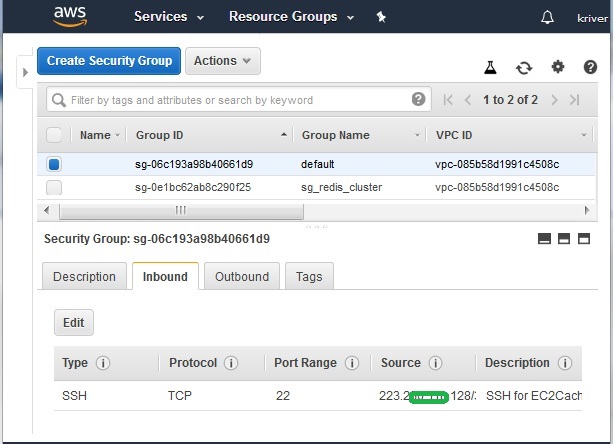 aws
Services
Resource Groups
kriver
Create Security Group
Actions
Filter by tags and attributes or search by keyword
1 to 2 of 2
Name Group ID Group Name VPC ID
sg-06c193a98b40661d9 default vpc-085b58d1991c4508c
sg-0e1bc62ab8c290f25 sg_redis_cluster vpc-085b58d1991c4508c
Security Group: sg-06c193a98b40661d9
Description Inbound Outbound Tags
Edit
Type Protocol Port Range Source Description
SSH TCP 22 223.2 128/ SSH for EC2Cach